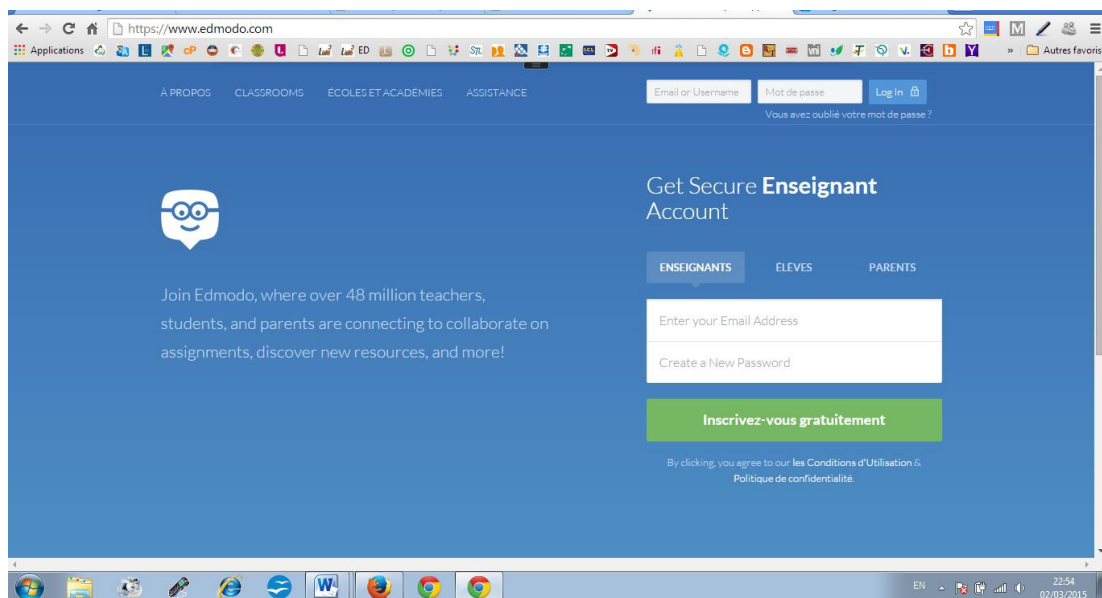 https://www.edmodo.com
Applications
ED
Autres favoris
À PROPOS CLASSROOMS ÉCOLES ET ACADÉMIES ASSISTANCE
Email or Username Mot de passe Log In
Vous avez oublié votre mot de passe ?
Get Secure Enseignant
Account
ENSEIGNANTS ÉLÈVES PARENTS
Join Edmodo, where over 48 million teachers,
students, and parents are connecting to collaborate on
assignments, discover new resources, and more!
Enter your Email Address
Create a New Password
Inscrivez-vous gratuitement
By clicking, you agree to our les Conditions d'Utilisation &
Politique de confidentialité.
EN
22:54
02/03/2015